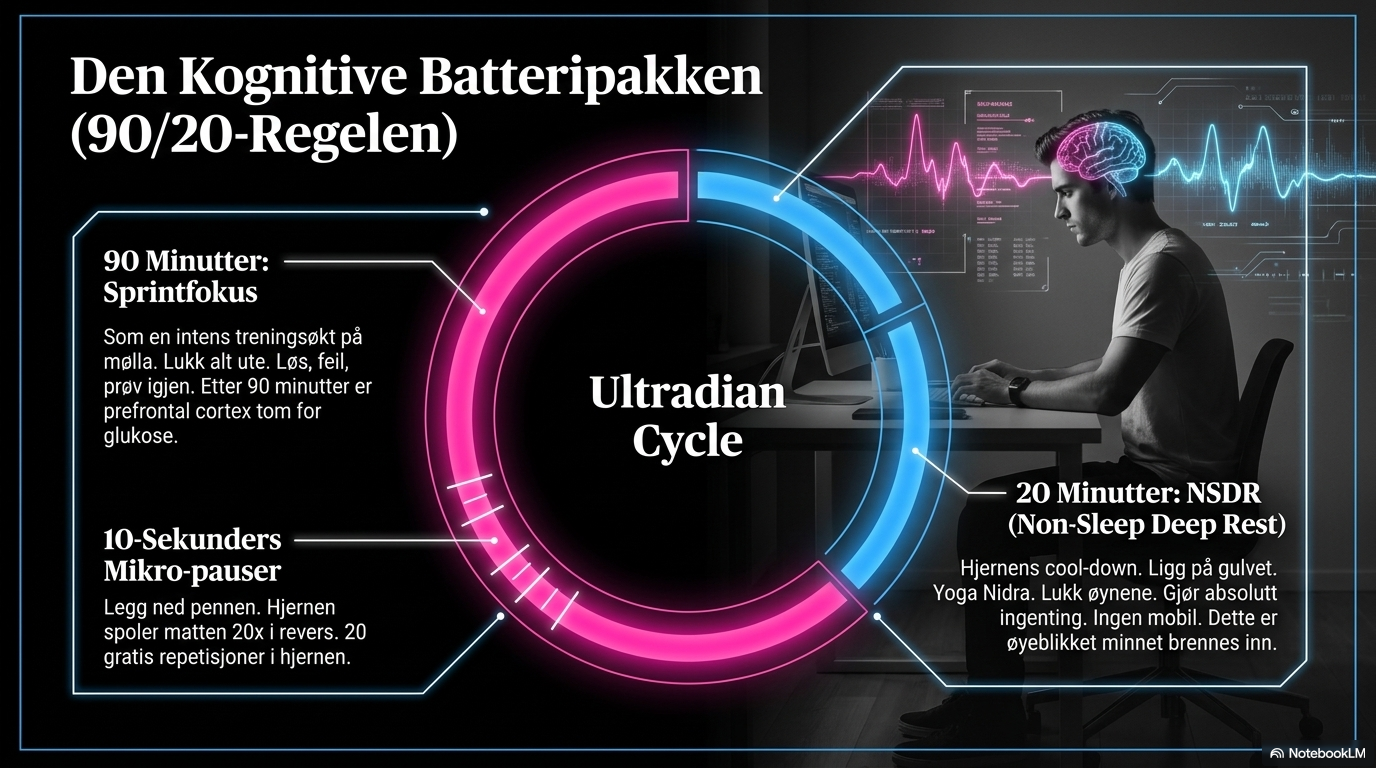 Den Kognitive Batteripakken
(90/20-Regelen)
90 Minutter:
Sprintfokus
Som en intens treningsøkt på
mølla. Lukk alt ute. Løs, feil,
prøv igjen. Etter 90 minutter er
prefrontal cortex tom for
glukose.
10-Sekunders
Mikro-pauser
Legg ned pennen. Hjernen
spoler matten 20x i revers. 20
gratis repetisjoner i hjernen.
Ultradian
Cycle
20 Minutter: NSDR
(Non-Sleep Deep Rest)
Hjernens cool-down. Ligg på gulvet.
Yoga Nidra. Lukk øynene. Gjør absolutt
ingenting. Ingen mobil. Dette er
øyeblikket minnet brennes inn.
NotebookLM